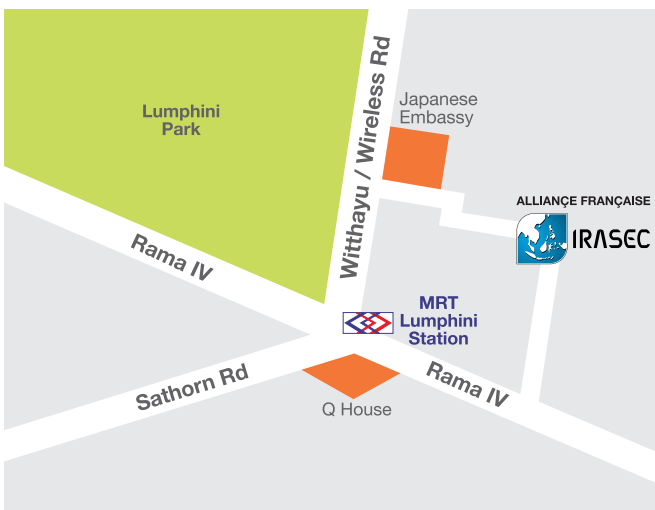 Lumphini
Park
Witthayu / Wireless Rd
Japanese
Embassy
ALLIANÇE FRANÇAISE
IRASEC
Rama IV
MRT
Lumphini
Station
Sathorn Rd
Q House
Rama IV